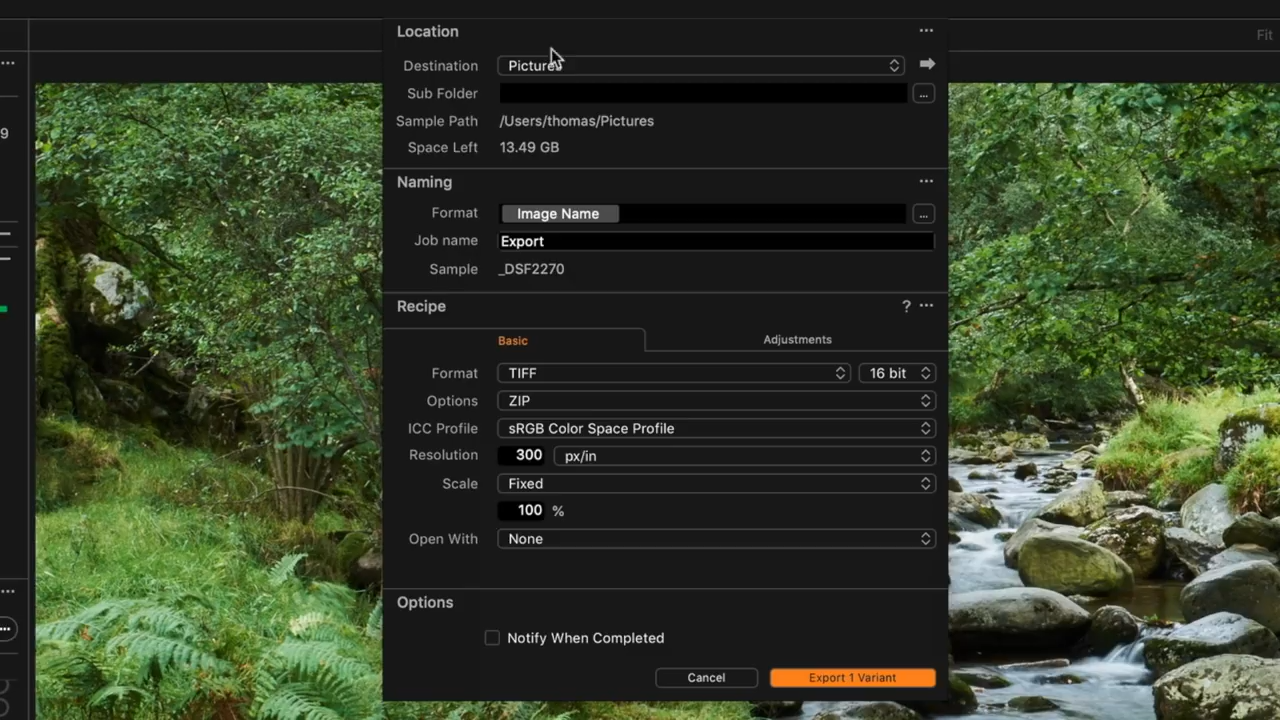 Location ...
Fit
Destination Pictures
Sub Folder ...
9
Sample Path /Users/thomas/Pictures
Space Left 13.49 GB
Naming ...
Format Image Name ...
Job name Export
Sample _DSF2270
Recipe ? ...
Basic Adjustments
Format TIFF 16 bit
Options ZIP
ICC Profile sRGB Color Space Profile
Resolution 300 px/in
Scale Fixed
100 %
Open With None
Options
Notify When Completed
Cancel Export 1 Variant